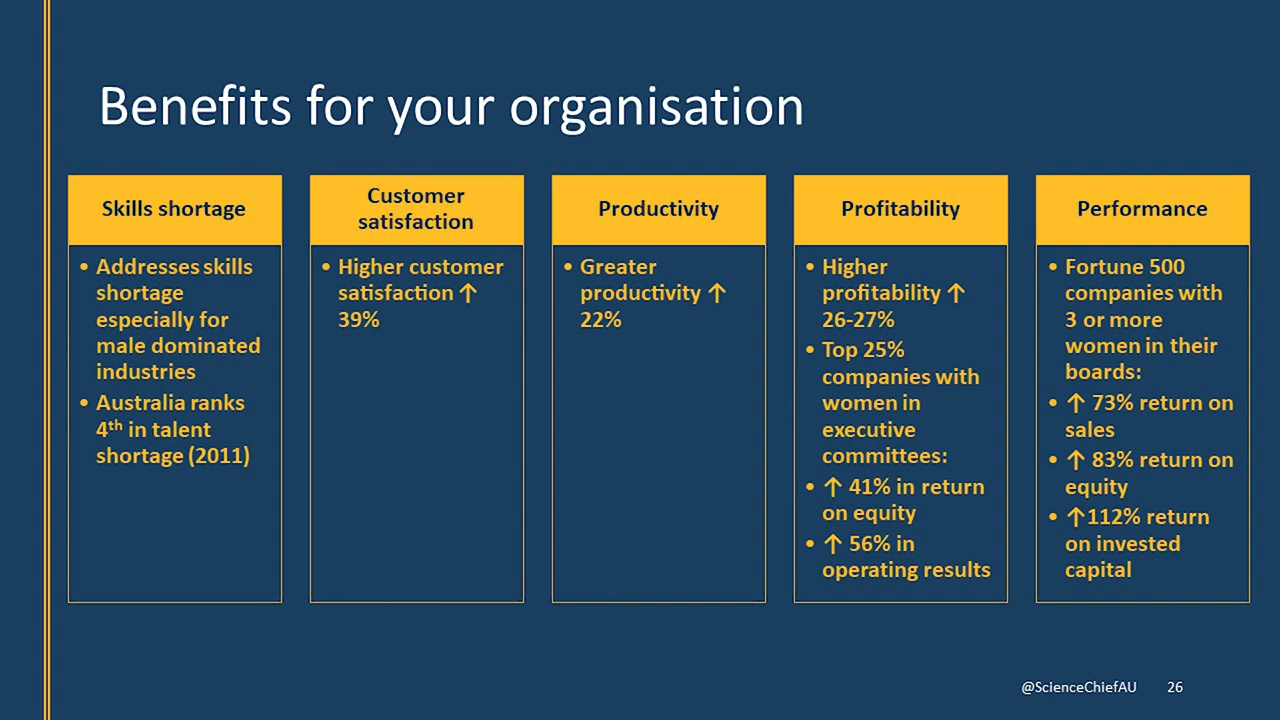 Benefits for your organisation
Skills shortage
• Addresses skills
shortage
especially for
male dominated
industries
• Australia ranks
4th in talent
shortage (2011)
Customer
satisfaction
• Higher customer
satisfaction ↑
39%
Productivity
• Greater
productivity ↑
22%
Profitability
• Higher
profitability ↑
26-27%
• Top 25%
companies with
women in
executive
committees:
• ↑ 41% in return
on equity
• ↑ 56% in
operating results
Performance
• Fortune 500
companies with
3 or more
women in their
boards:
• ↑ 73% return on
sales
• ↑ 83% return on
equity
• ↑112% return
on invested
capital
@ScienceChiefAU 26